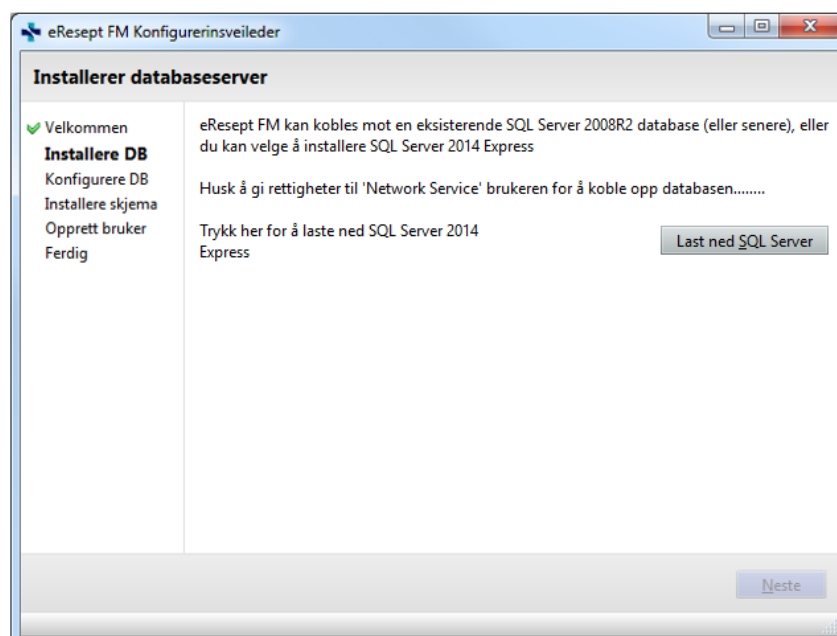 eResept FM Konfigurerinsveileder
Installerer databaseserver
Velkommen
Installere DB
Konfigurere DB
Installere skjema
Opprett bruker
Ferdig
eResept FM kan kobles mot en eksisterende SQL Server 2008R2 database (eller senere), eller
du kan velge å installere SQL Server 2014 Express
Husk å gi rettigheter til 'Network Service' brukeren for å koble opp databasen........
Trykk her for å laste ned SQL Server 2014
Express
Last ned SQL Server
Neste